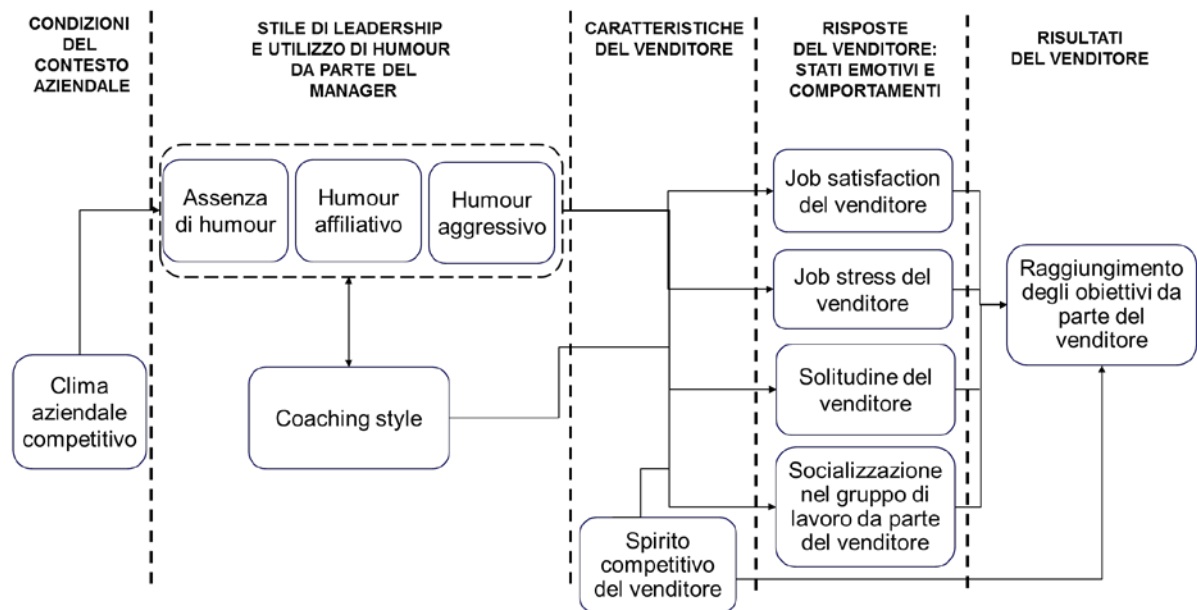 CONDIZIONI
DEL
CONTESTO
AZIENDALE
STILE DI LEADERSHIP
E UTILIZZO DI HUMOUR
DA PARTE DEL
MANAGER
CARATTERISTICHE
DEL VENDITORE
RISPOSTE
DEL VENDITORE:
STATI EMOTIVI E
COMPORTAMENTI
RISULTATI
DEL VENDITORE
Assenza
di humour
Humour
affiliativo
Humour
aggressivo
Clima
aziendale
competitivo
Coaching style
Spirito
competitivo
del venditore
Job satisfaction
del venditore
Job stress del
venditore
Solitudine del
venditore
Socializzazione
nel gruppo di
lavoro da parte
del venditore
Raggiungimento
degli obiettivi da
parte del
venditore